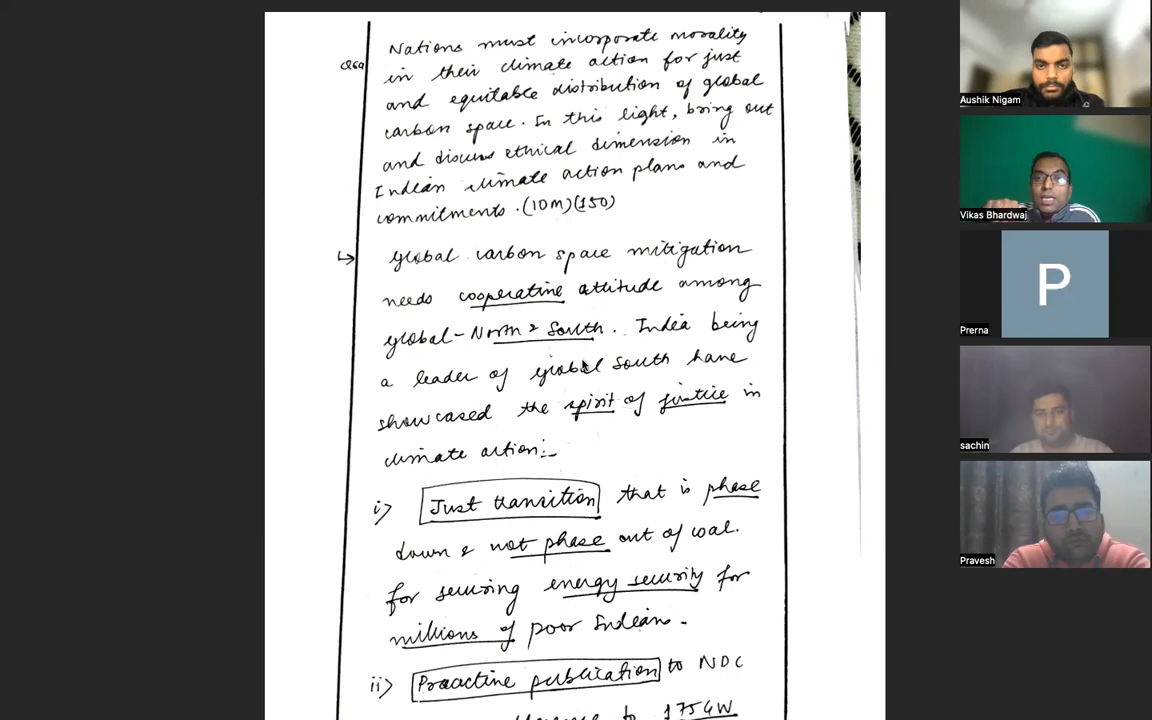 Q6a Nations must incorporate morality
in their climate action for just
and equitable distribution of global
carbon space. In this light, bring out
and discuss ethical dimension in
Indian climate action plans and
commitments. (10M)(150)
↳ Global carbon space mitigation
needs cooperative attitude among
global-North & South. India being
a leader of global South have
showcased the spirit of justice in
climate action:-
i> Just transition that is phase
down & not phase out of coal.
for securing energy security for
millions of poor Indians.
ii> Proactive publication to NDC
to 175GW
Aushik Nigam
Vikas Bhardwaj
P
Prerna
sachin
Pravesh